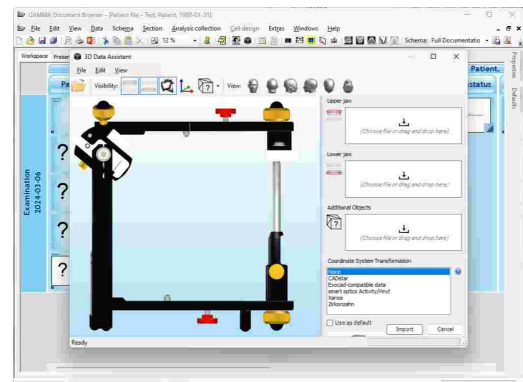 GAMMA Document Browser - [Patient file - Test, Patient, 1980-01-31]
File Edit View Data Schema Section Analysis collection Cell design Extras Windows Help
12 % Schema: Full Documentatio
Workspace Presen
3D Data Assistant
File Edit View
Visibility: View:
Patient,
Pa
status
Properties
Defaults
Examination
2024-03-06
?
?
?
?
Upper jaw
(Choose file or drag and drop here)
Lower jaw
(Choose file or drag and drop here)
Additional Objects
(Choose file or drag and drop here)
Coordinate System Transformation
None
CADstar
Exocad-compatible data
smart optics Activity/Vinyl
Xanos
Zirkonzahn
Use as default
Import Cancel
Ready